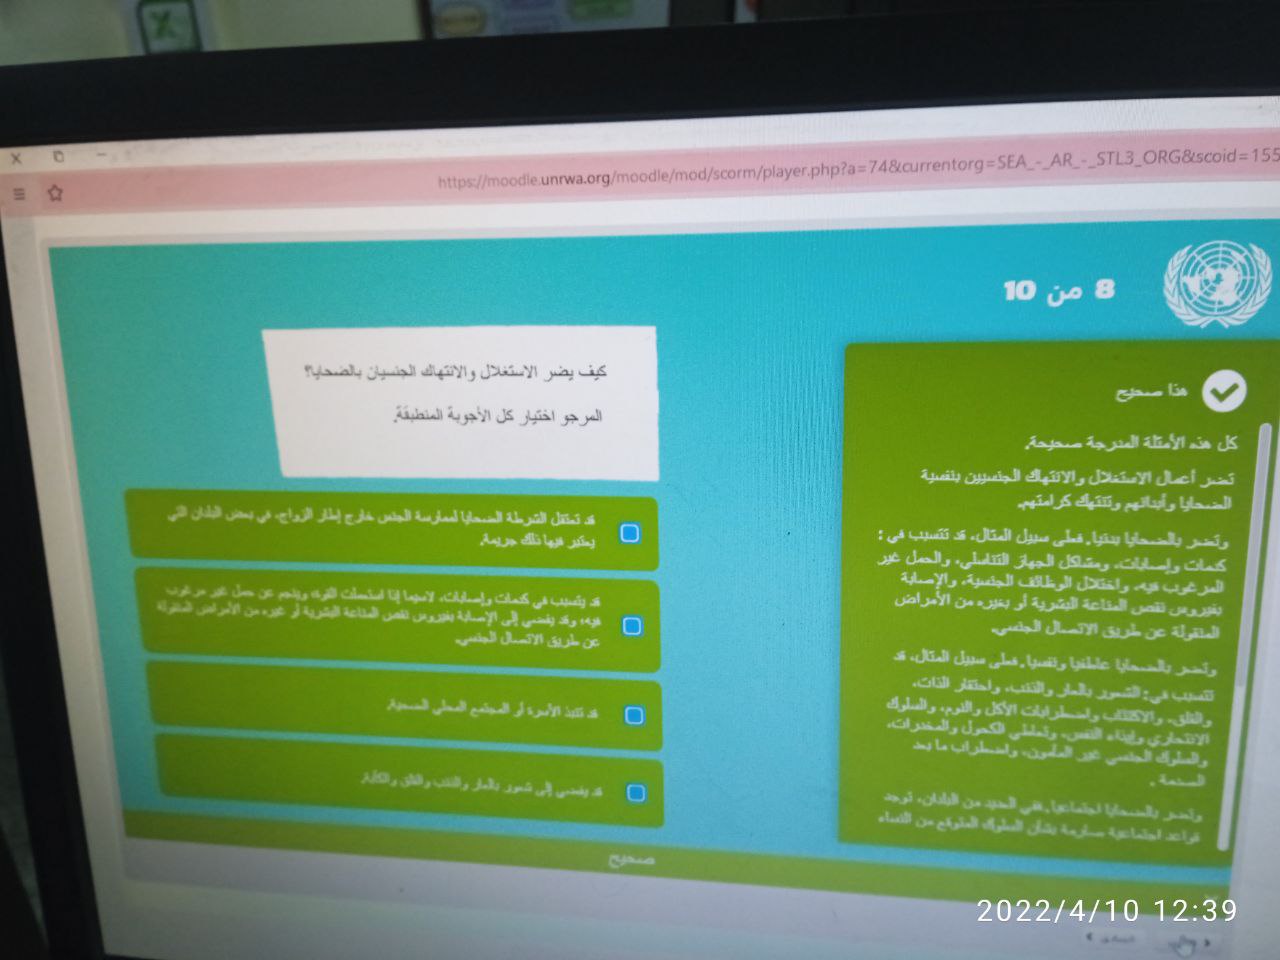 https://moodle.unrwa.org/moodle/mod/scorm/player.php?a=74&currentorg=SEA_-_AR_-_STL3_ORG&scoid=155
8 من 10
كيف يضر الاستغلال والانتهاك الجنسيان بالضحايا؟
المرجو اختيار كل الأجوبة المنطبقة.
قد تعتقل الشرطة الضحايا لممارسة الجنس خارج إطار الزواج، في بعض البلدان التي
يعتبر فيها ذلك جريمة.
قد يتسبب في كدمات وإصابات، لاسيما إذا استعملت القوة، وينجم عن حمل غير مرغوب
فيه، وقد يفضي إلى الإصابة بفيروس نقص المناعة البشرية أو غيره من الأمراض المنقولة
عن طريق الاتصال الجنسي.
قد تنبذ الأسرة أو المجتمع المحلي الضحية.
قد يفضي إلى شعور بالعار والذنب والقلق والكآبة.
هذا صحيح
كل هذه الأمثلة المدرجة صحيحة.
تضر أعمال الاستغلال والانتهاك الجنسيين بنفسية
الضحايا وأبدانهم وتنتهك كرامتهم.
وتضر بالضحايا بدنيا. فعلى سبيل المثال، قد تتسبب في:
كدمات وإصابات، ومشاكل الجهاز التناسلي، والحمل غير
المرغوب فيه، واختلال الوظائف الجنسية، والإصابة
بفيروس نقص المناعة البشرية أو بغيره من الأمراض
المنقولة عن طريق الاتصال الجنسي.
وتضر بالضحايا عاطفيا ونفسيا. فعلى سبيل المثال، قد
تتسبب في: الشعور بالعار والذنب، واحتقار الذات،
والقلق، والاكتئاب واضطرابات الأكل والنوم، والسلوك
الانتحاري وإيذاء النفس، وتعاطي الكحول والمخدرات،
والسلوك الجنسي غير المأمون، واضطراب ما بعد
الصدمة.
وتضر بالضحايا اجتماعيا. ففي العديد من البلدان، توجد
قواعد اجتماعية صارمة بشأن السلوك المتوقع من النساء
صحيح
السابق
2022/4/10 12:39